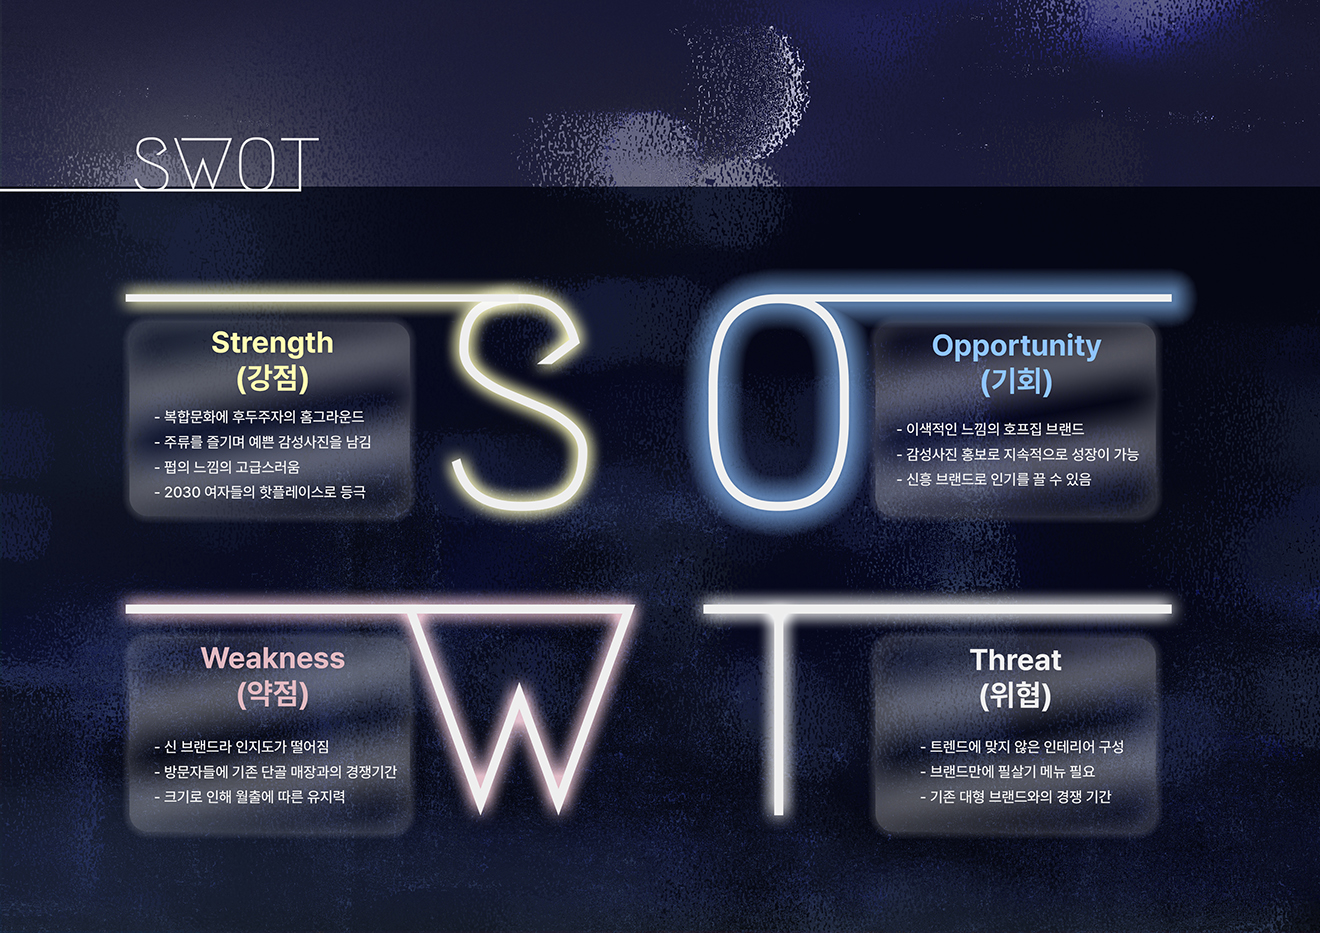 SWOT
S
Strength
(강점)
- 복합문화에 후두주자의 홈그라운드
- 주류를 즐기며 예쁜 감성사진을 남김
- 펍의 느낌의 고급스러움
- 2030 여자들의 핫플레이스로 등극
O
Opportunity
(기회)
- 이색적인 느낌의 호프집 브랜드
- 감성사진 홍보로 지속적으로 성장이 가능
- 신흥 브랜드로 인기를 끌 수 있음
W
Weakness
(약점)
- 신 브랜드라 인지도가 떨어짐
- 방문자들에 기존 단골 매장과의 경쟁기간
- 크기로 인해 월출에 따른 유지력
T
Threat
(위협)
- 트렌드에 맞지 않은 인테리어 구성
- 브랜드만에 필살기 메뉴 필요
- 기존 대형 브랜드와의 경쟁 기간